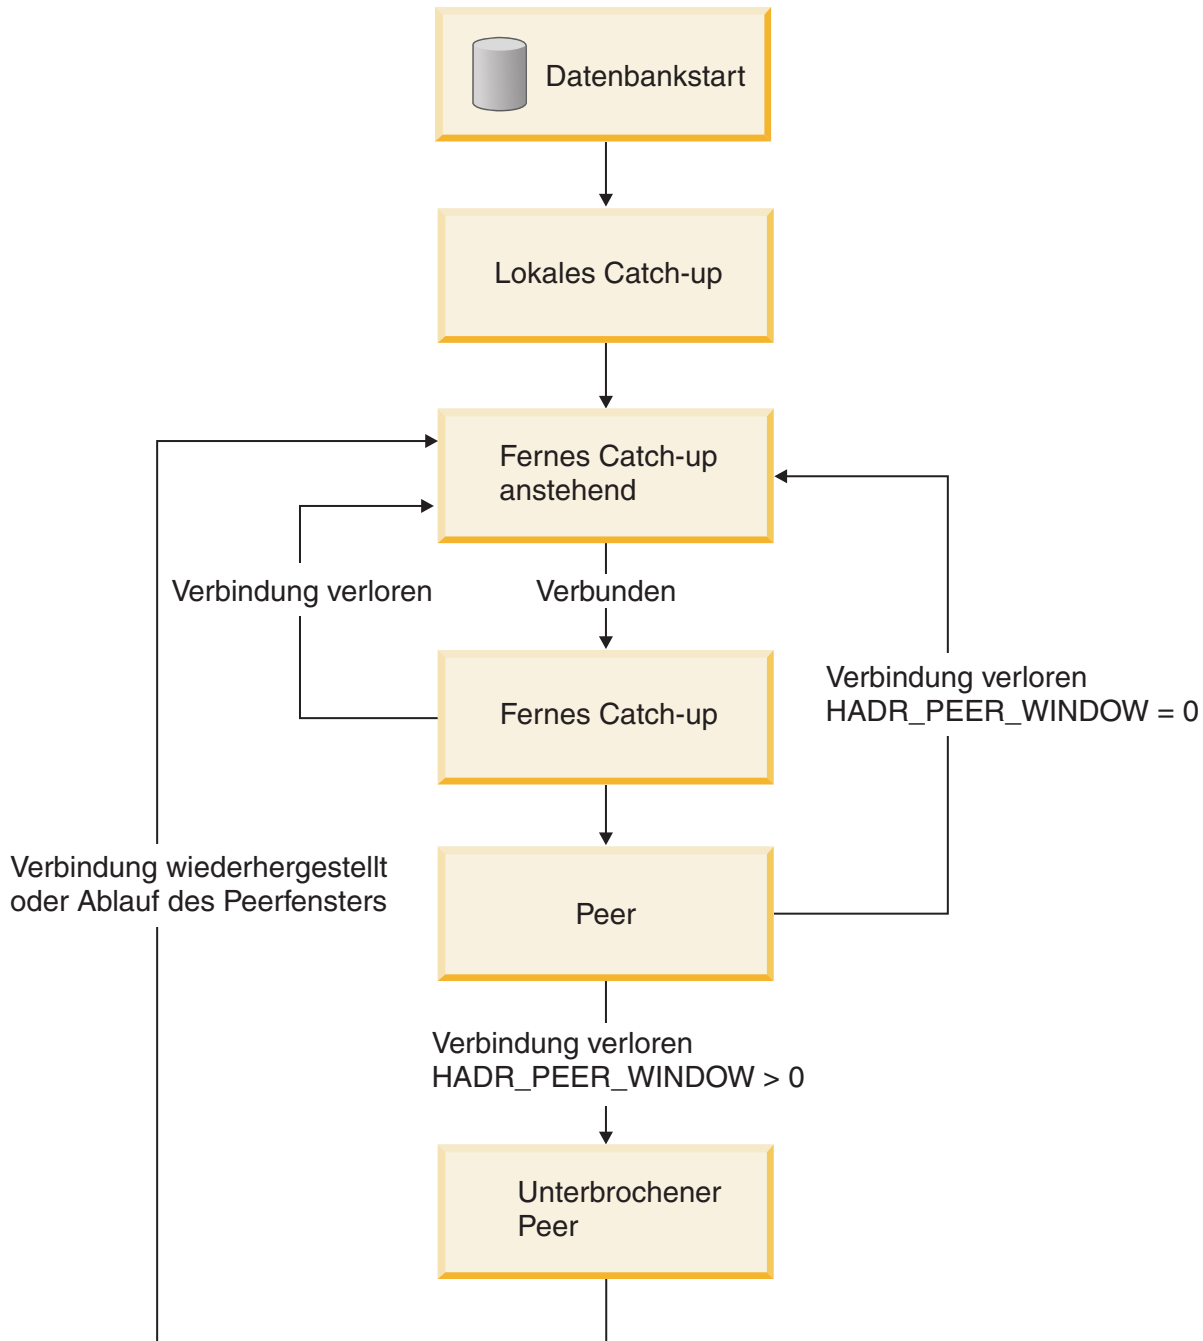 Datenbankstart
Lokales Catch-up
Fernes Catch-up
anstehend
Verbindung verloren
Verbunden
Fernes Catch-up
Verbindung verloren
HADR_PEER_WINDOW = 0
Verbindung wiederhergestellt
oder Ablauf des Peerfensters
Peer
Verbindung verloren
HADR_PEER_WINDOW > 0
Unterbrochener
Peer